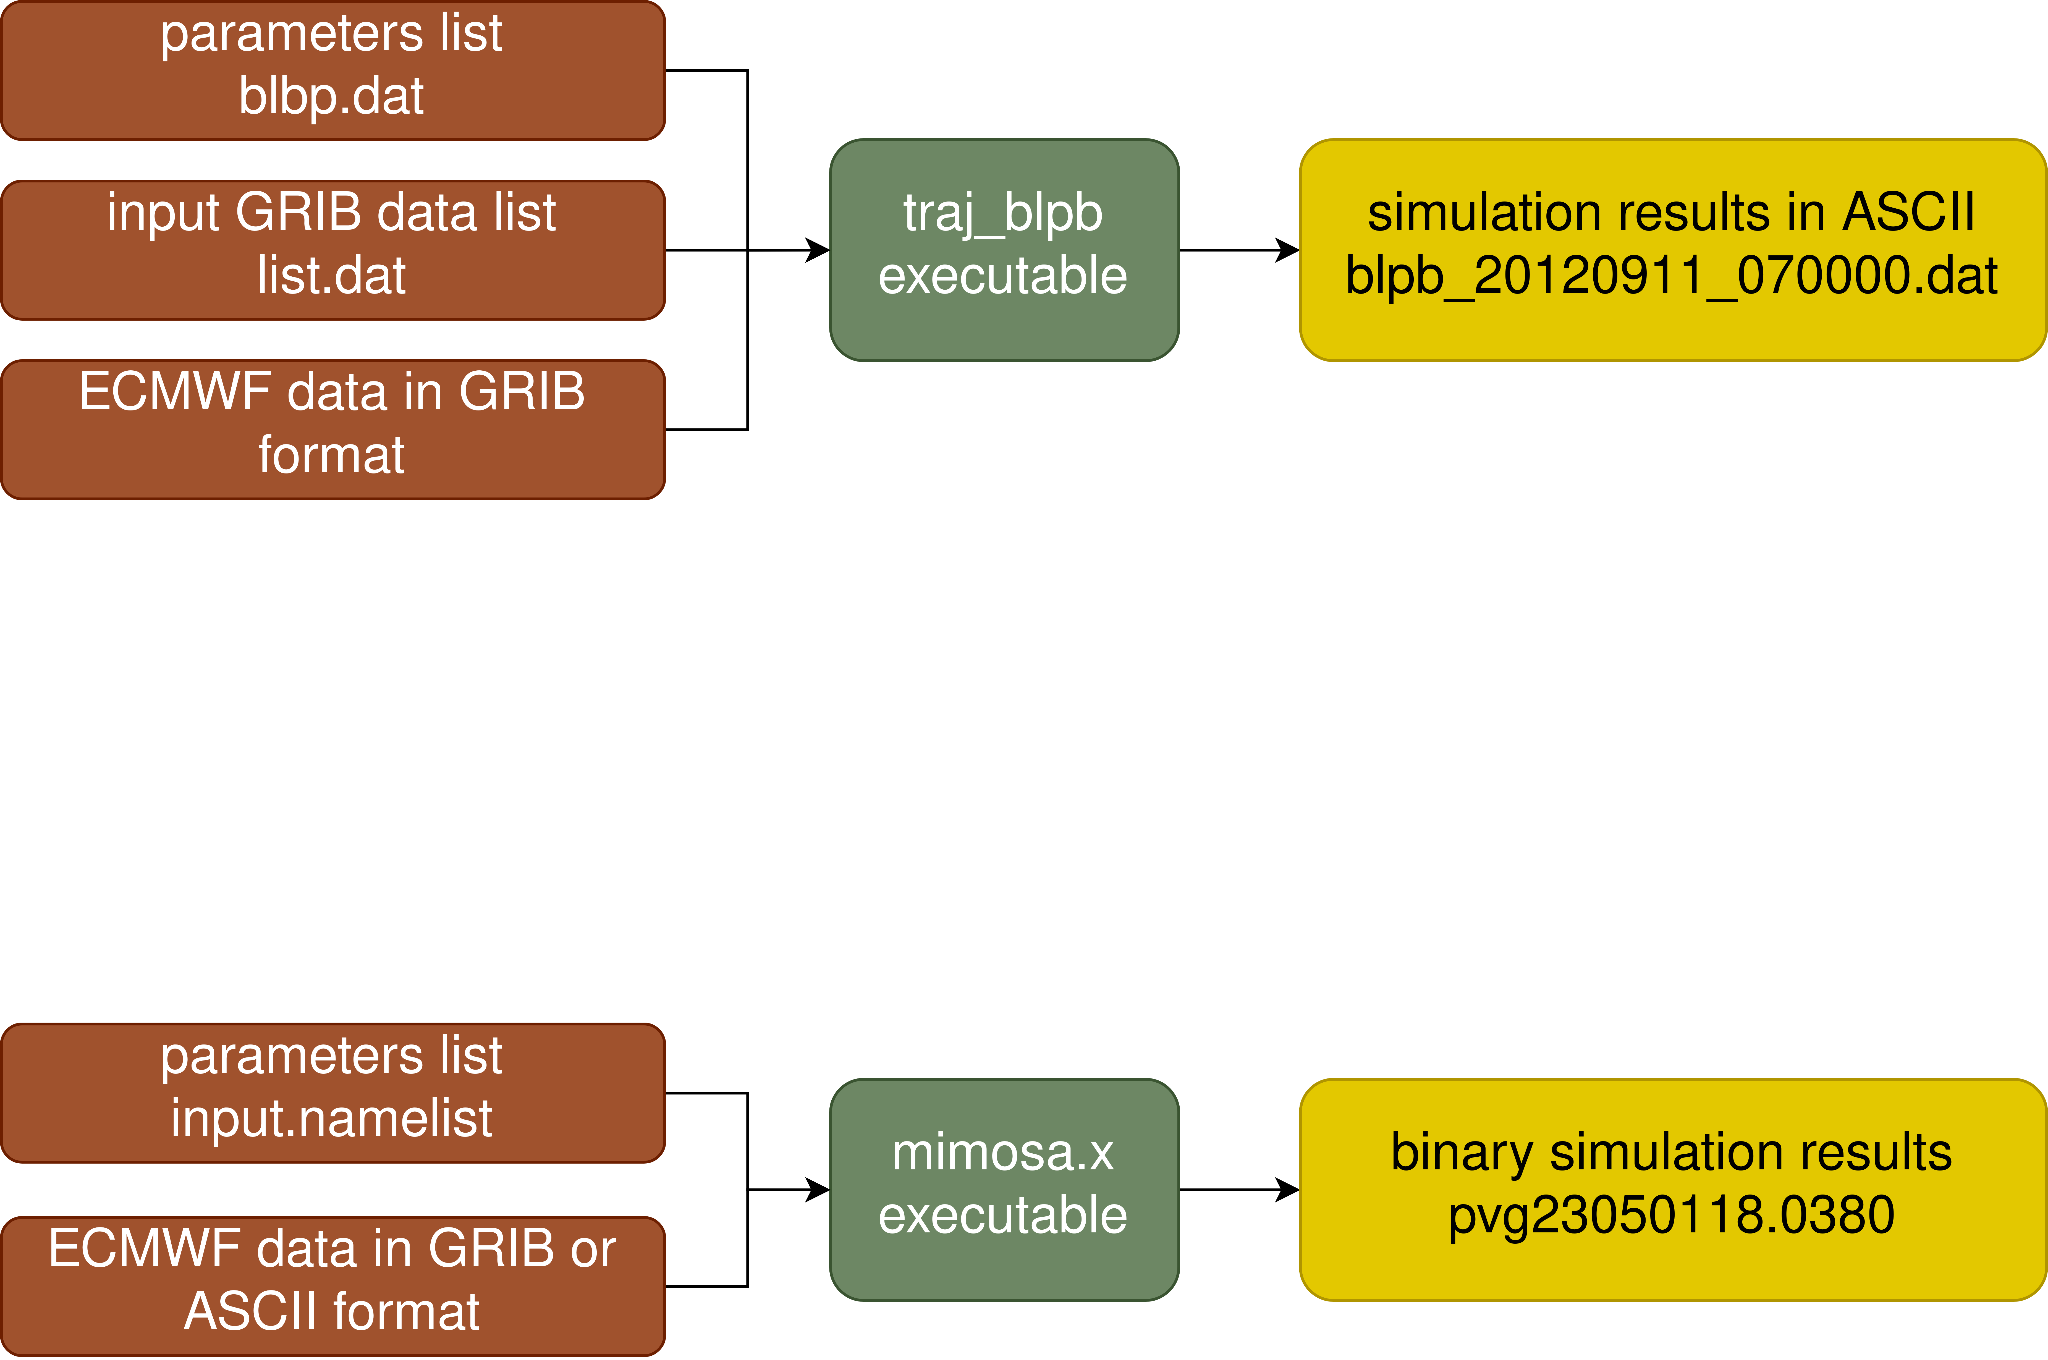 parameters list
blbp.dat
input GRIB data list
list.dat
ECMWF data in GRIB
format
traj_blpb
executable
simulation results in ASCII
blpb_20120911_070000.dat
parameters list
input.namelist
ECMWF data in GRIB or
ASCII format
mimosa.x
executable
binary simulation results
pvg23050118.0380